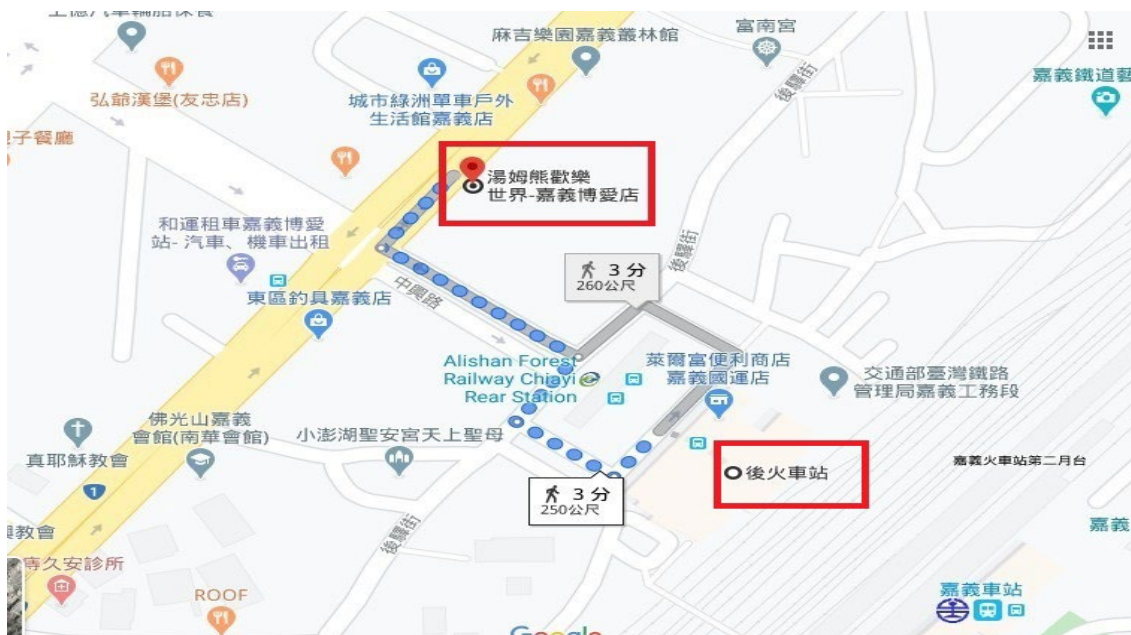 麻吉樂園嘉義叢林館
富南宮
嘉義鐵道藝
後驛街
弘爺漢堡(友忠店)
城市綠洲單車戶外
生活館嘉義店
子餐廳
湯姆熊歡樂
世界-嘉義博愛店
和運租車嘉義博愛
站- 汽車、機車出租
後驛街
3 分
260公尺
東區釣具嘉義店
中興路
Alishan Forest
Railway Chiayi
Rear Station
萊爾富便利商店
嘉義國運店
交通部臺灣鐵路
管理局嘉義工務段
佛光山嘉義
會館(南華會館)
小澎湖聖安宮天上聖母
真耶穌教會
後火車站
嘉義火車站第二月台
1
3 分
250公尺
教會
嘉義
後驛街
久安診所
ROOF
嘉義車站
Google